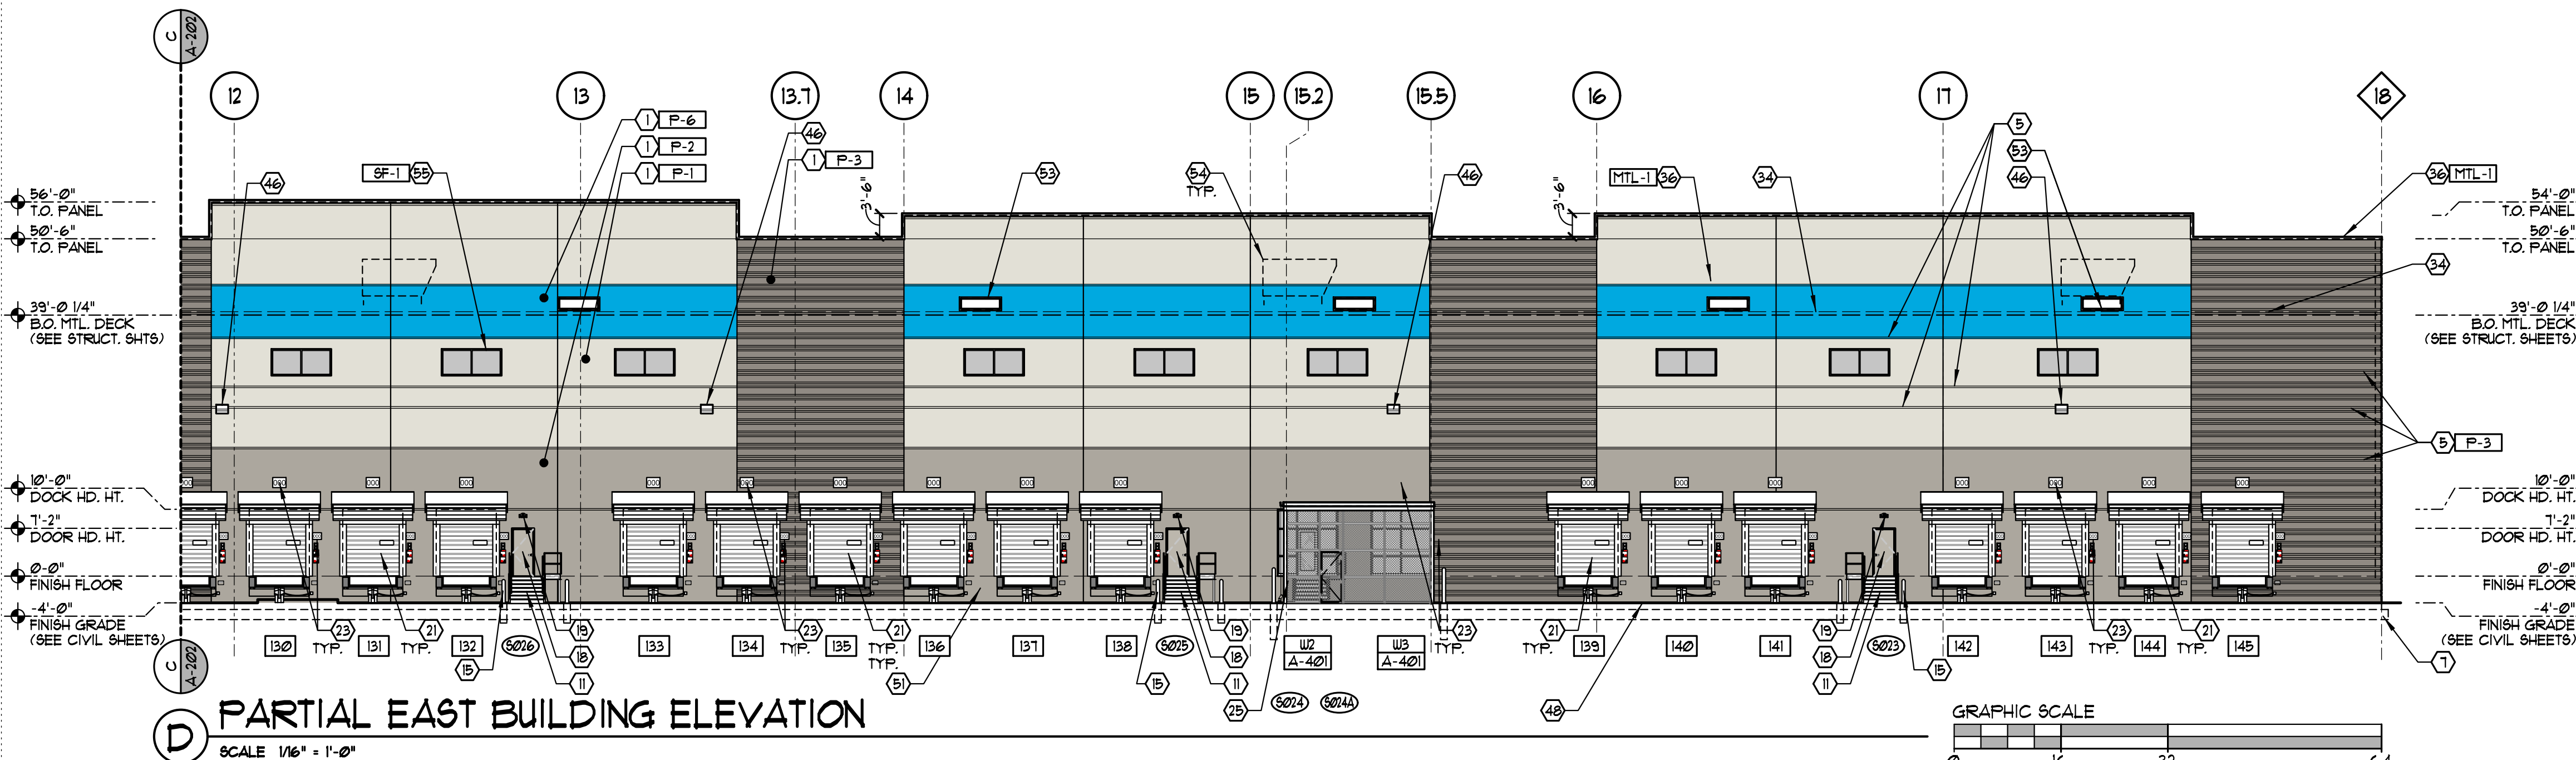 C
A-202
12
13
13.7
14
15
15.2
15.5
16
17
18
1 P-6
1 P-2
1 P-1
46
1 P-3
SF-1 55
46
3'-6"
53
54
TYP.
46
3'-6"
MTL-1 36
34
5
53
46
36 MTL-1
34
5 P-3
56'-0"
T.O. PANEL
50'-6"
T.O. PANEL
39'-0 1/4"
B.O. MTL. DECK
(SEE STRUCT. SHTS)
10'-0"
DOCK HD. HT.
7'-2"
DOOR HD. HT.
0'-0"
FINISH FLOOR
-4'-0"
FINISH GRADE
(SEE CIVIL SHEETS)
54'-0"
T.O. PANEL
50'-6"
T.O. PANEL
39'-0 1/4"
B.O. MTL. DECK
(SEE STRUCT. SHEETS)
10'-0"
DOCK HD. HT.
7'-2"
DOOR HD. HT.
0'-0"
FINISH FLOOR
-4'-0"
FINISH GRADE
(SEE CIVIL SHEETS)
130
23
TYP.
131
21
TYP.
132
15
S026
19
18
11
133
134
23
TYP.
135
21
TYP.
TYP.
136
51
137
138
15
S025
19
18
11
25
W2
A-401
S024
S024A
W3
A-401
23
TYP.
21
TYP.
139
48
140
141
19
18
11
S023
15
142
143
23
TYP.
144
21
TYP.
145
7
C
A-202
D
PARTIAL EAST BUILDING ELEVATION
SCALE 1/16" = 1'-0"
GRAPHIC SCALE
0 16 32 64